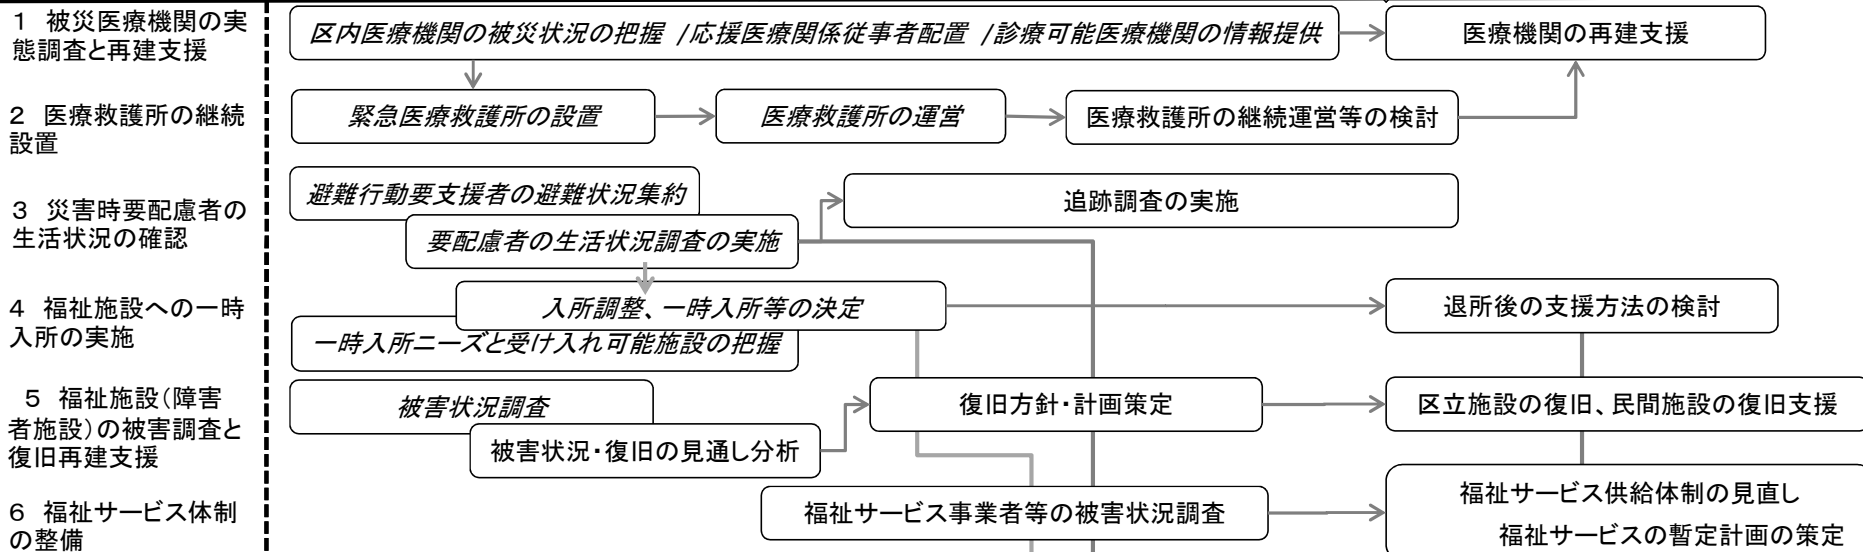 1 被災医療機関の実
態調査と再建支援
区内医療機関の被災状況の把握 /応援医療関係従事者配置 /診療可能医療機関の情報提供
医療機関の再建支援
2 医療救護所の継続
設置
緊急医療救護所の設置
医療救護所の運営
医療救護所の継続運営等の検討
3 災害時要配慮者の
生活状況の確認
避難行動要支援者の避難状況集約
要配慮者の生活状況調査の実施
追跡調査の実施
4 福祉施設への一時
入所の実施
入所調整、一時入所等の決定
一時入所ニーズと受け入れ可能施設の把握
退所後の支援方法の検討
5 福祉施設(障害
者施設)の被害調査と
復旧再建支援
被害状況調査
被害状況・復旧の見通し分析
復旧方針・計画策定
区立施設の復旧、民間施設の復旧支援
6 福祉サービス体制
の整備
福祉サービス事業者等の被害状況調査
福祉サービス供給体制の見直し
福祉サービスの暫定計画の策定